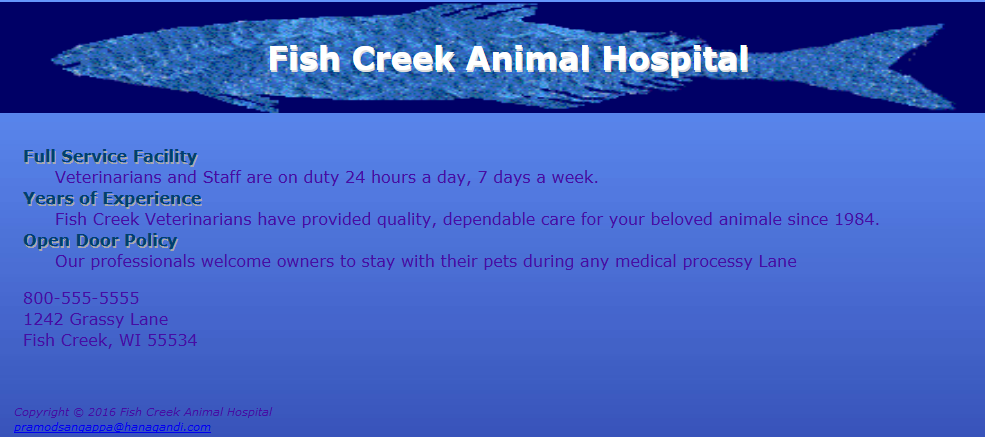 Fish Creek Animal Hospital
Full Service Facility
Veterinarians and Staff are on duty 24 hours a day, 7 days a week.
Years of Experience
Fish Creek Veterinarians have provided quality, dependable care for your beloved animale since 1984.
Open Door Policy
Our professionals welcome owners to stay with their pets during any medical processy Lane
800-555-5555
1242 Grassy Lane
Fish Creek, WI 55534
Copyright © 2016 Fish Creek Animal Hospital
pramodsangappa@hanagandi.com